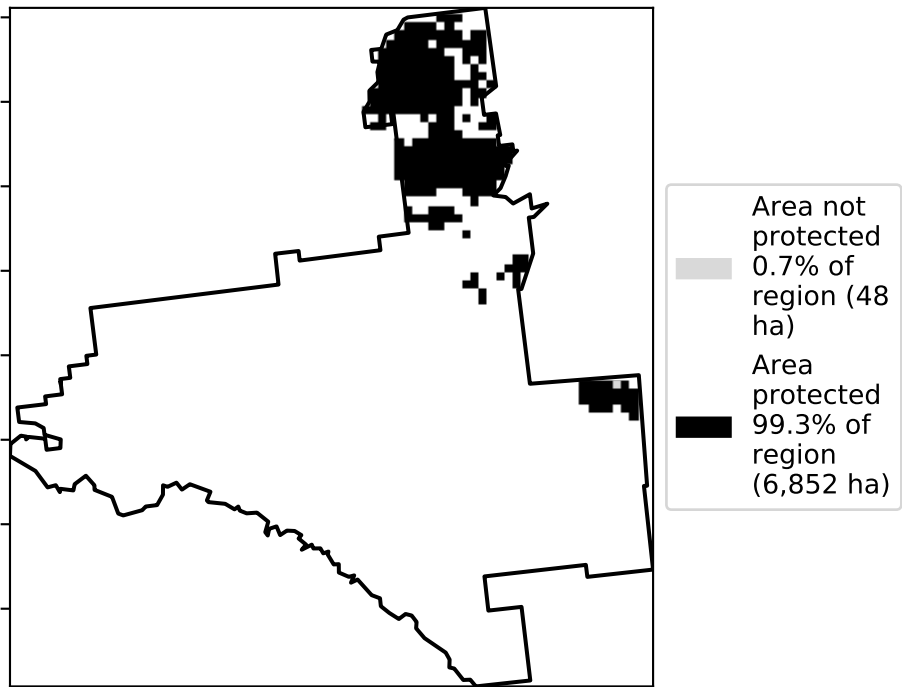 Area not
protected
0.7% of
region (48
ha)
Area
protected
99.3% of
region
(6,852 ha)